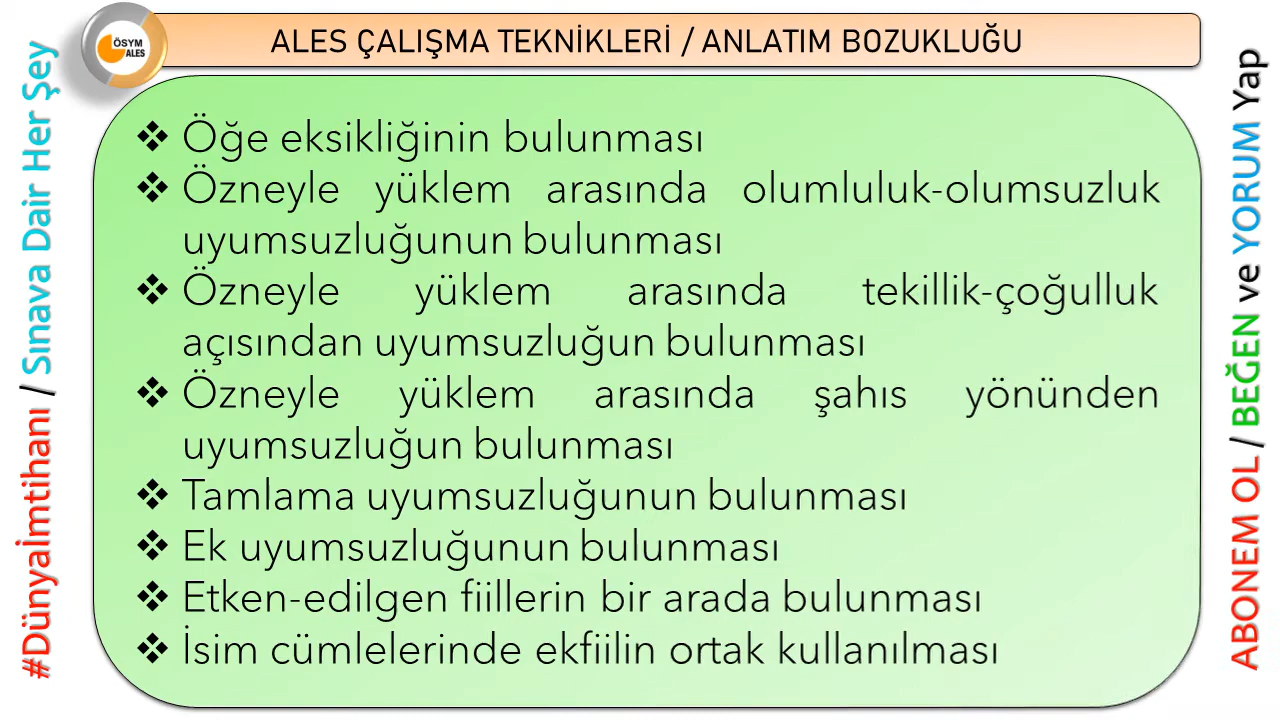 ÖSYM
ALES
ALES ÇALIŞMA TEKNİKLERİ / ANLATIM BOZUKLUĞU
#Dünyaİmtihanı / Sınava Dair Her Şey
❖ Öğe eksikliğinin bulunması
❖ Özneyle yüklem arasında olumluluk-olumsuzluk
uyumsuzluğunun bulunması
❖ Özneyle yüklem arasında tekillik-çoğulluk
açısından uyumsuzluğun bulunması
❖ Özneyle yüklem arasında şahıs yönünden
uyumsuzluğun bulunması
❖ Tamlama uyumsuzluğunun bulunması
❖ Ek uyumsuzluğunun bulunması
❖ Etken-edilgen fiillerin bir arada bulunması
❖ İsim cümlelerinde ekfiilin ortak kullanılması
ABONEM OL / BEĞEN ve YORUM Yap